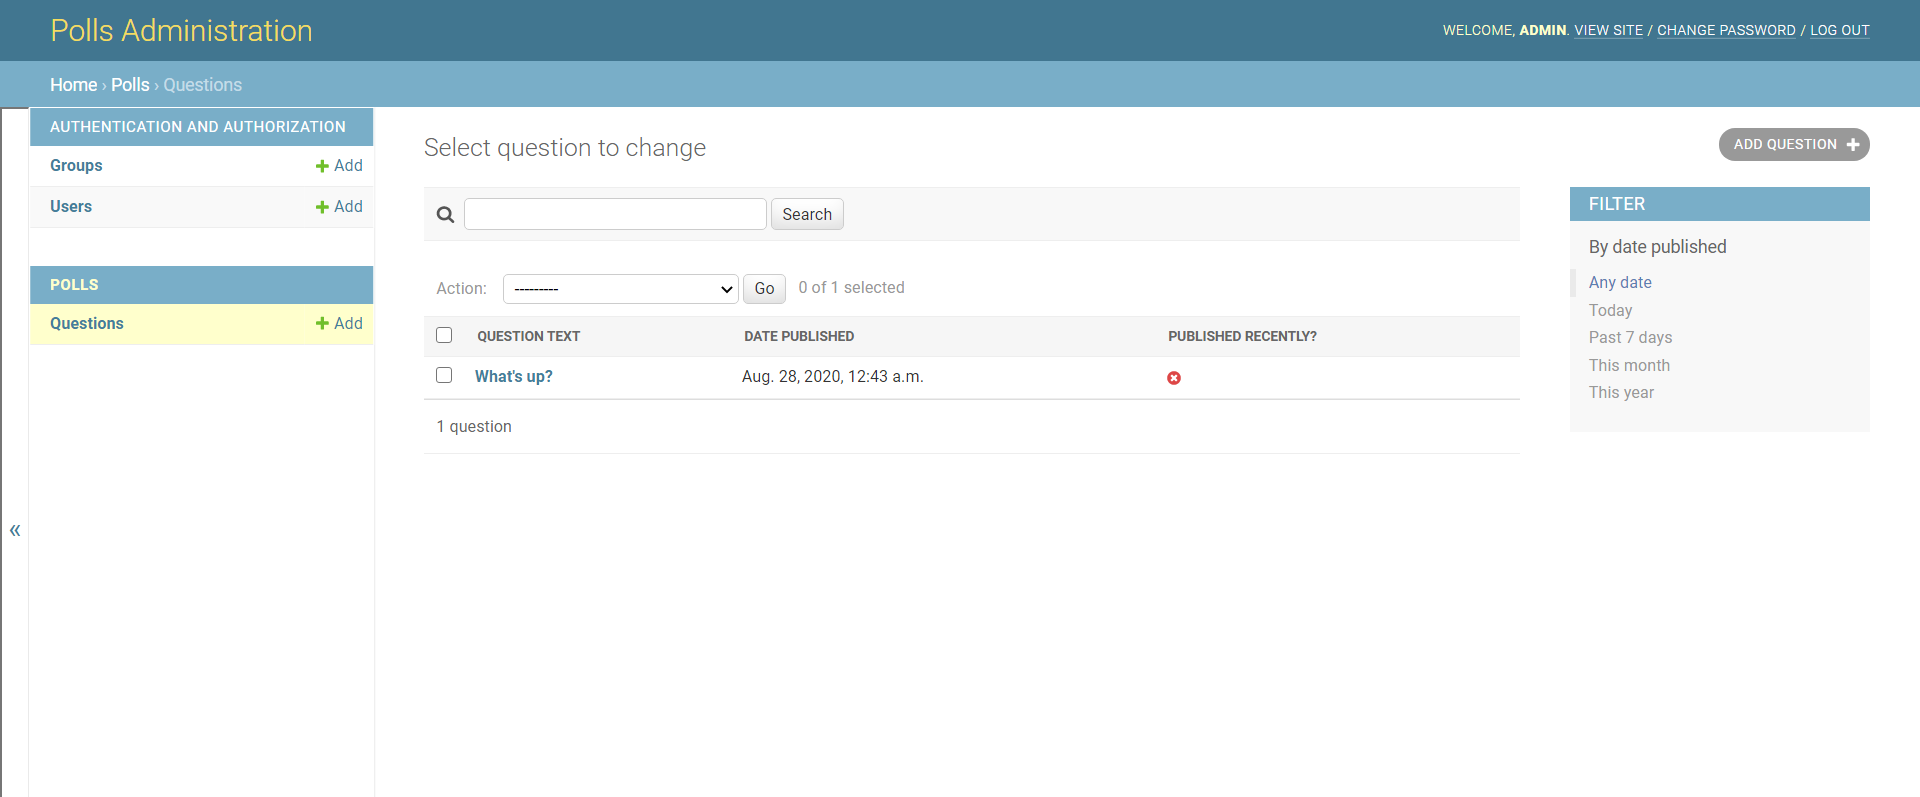 Polls Administration
WELCOME, ADMIN. VIEW SITE / CHANGE PASSWORD / LOG OUT
Home › Polls › Questions
AUTHENTICATION AND AUTHORIZATION
Groups + Add
Users + Add
POLLS
Questions + Add
«
Select question to change
ADD QUESTION +
Search
Action: --------- Go 0 of 1 selected
QUESTION TEXT DATE PUBLISHED PUBLISHED RECENTLY?
What's up? Aug. 28, 2020, 12:43 a.m.
1 question
FILTER
By date published
Any date
Today
Past 7 days
This month
This year